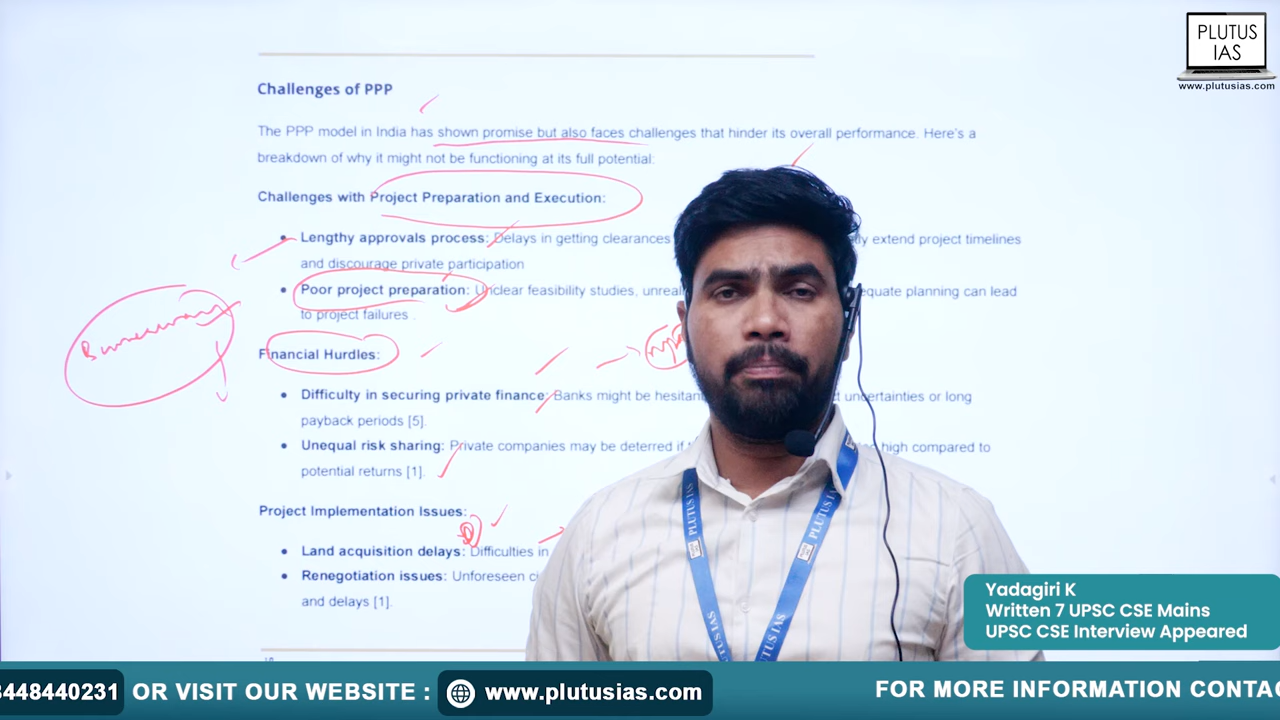 PLUTUS
IAS
www.plutusias.com
Challenges of PPP
The PPP model in India has shown promise but also faces challenges that hinder its overall performance. Here's a
breakdown of why it might not be functioning at its full potential:
Challenges with Project Preparation and Execution:
• Lengthy approvals process: Delays in getting clearances extend project timelines
and discourage private participation
• Poor project preparation: Unclear feasibility studies, planning can lead
to project failures .
Financial Hurdles:
• Difficulty in securing private finance: Banks might be uncertainties or long
payback periods [5].
• Unequal risk sharing: Private companies may be deterred if high compared to
potential returns [1].
Project Implementation Issues:
• Land acquisition delays: Difficulties in
• Renegotiation issues: Unforeseen
and delays [1].
PLUTUS IAS
PLUTUS IAS
Yadagiri K
Written 7 UPSC CSE Mains
UPSC CSE Interview Appeared
8448440231 OR VISIT OUR WEBSITE : www.plutusias.com FOR MORE INFORMATION